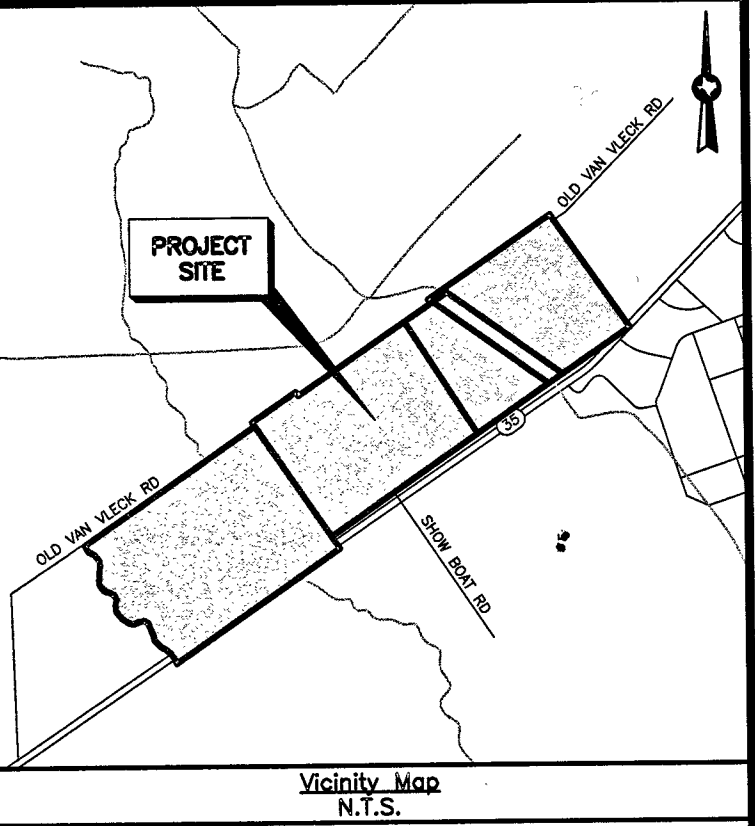 OLD VAN VLECK RD
PROJECT
SITE
35
OLD VAN VLECK RD
SHOW BOAT RD
Vicinity Map
N.T.S.